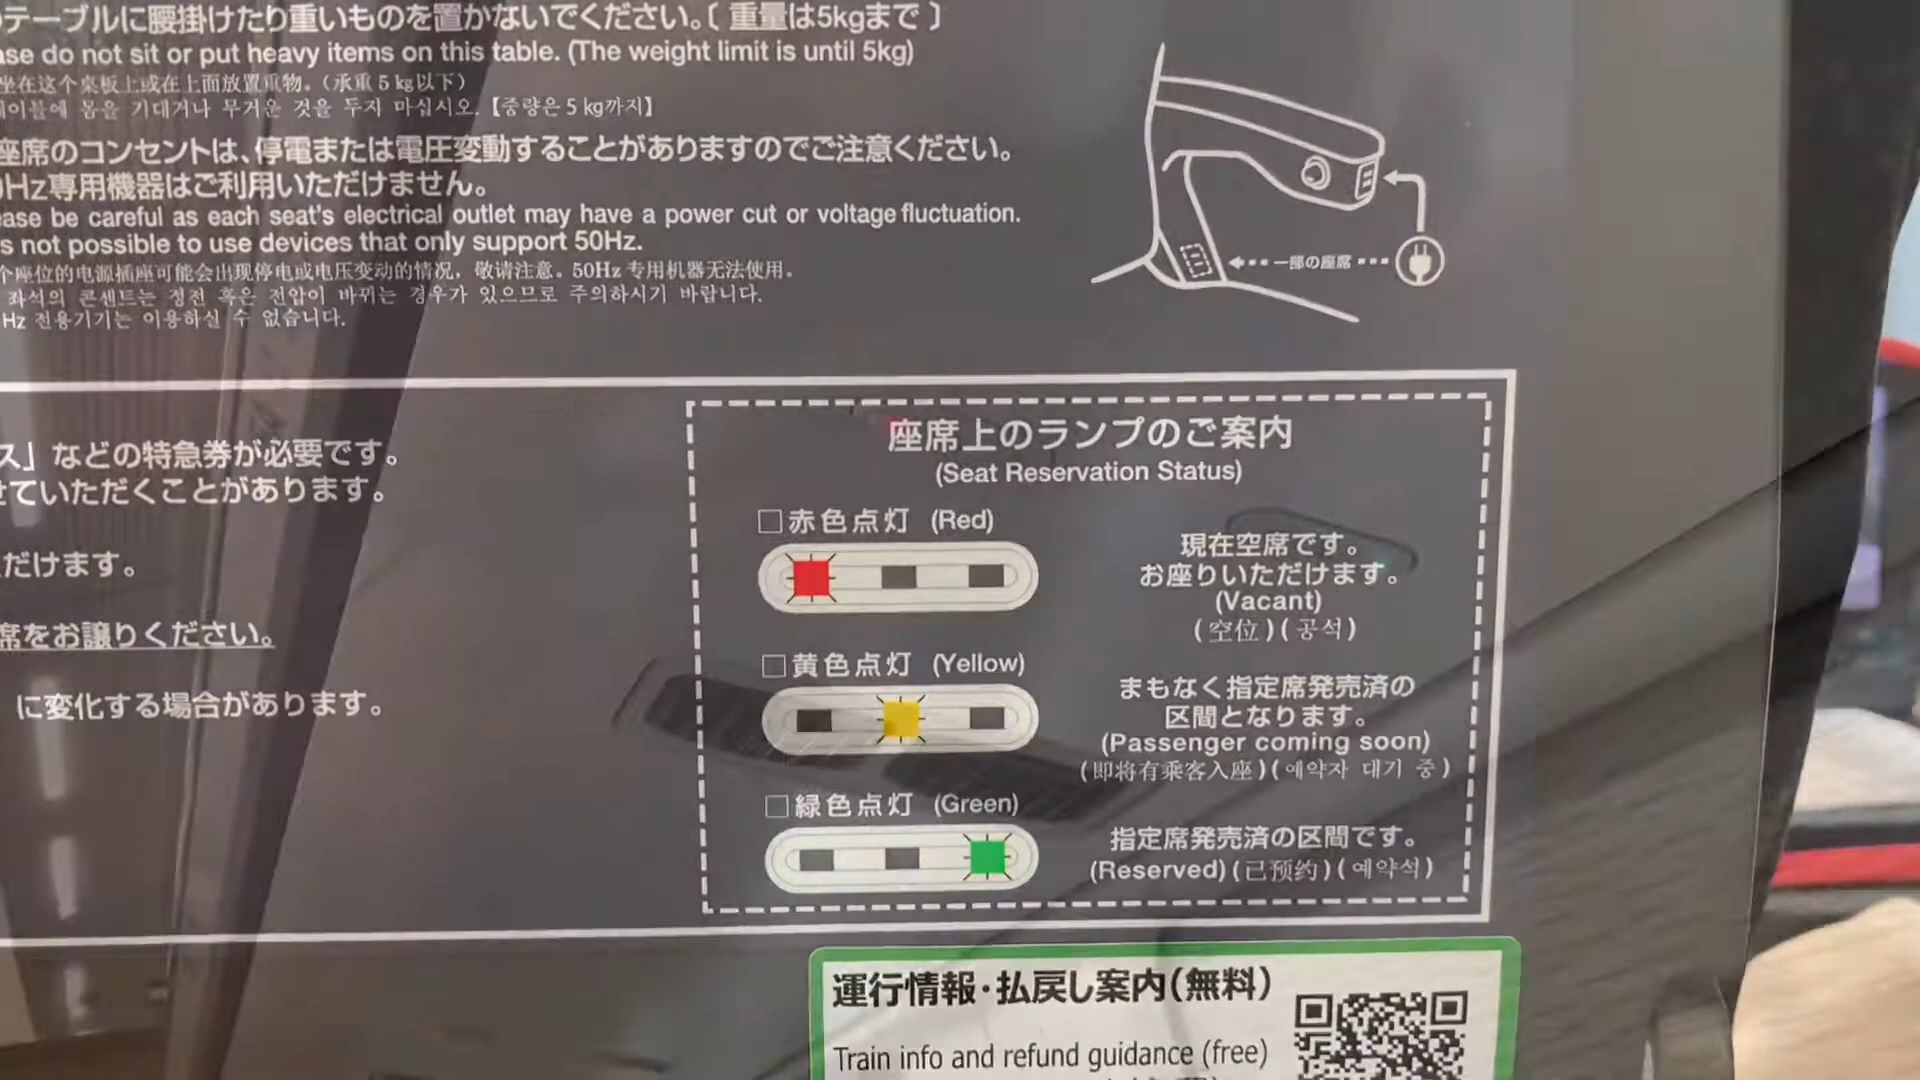 のテーブルに腰掛けたり重いものを置かないでください。〔 重量は5kgまで 〕
ase do not sit or put heavy items on this table. (The weight limit is until 5kg)
坐在这个桌板上或在上面放置重物。（承重 5 kg以下）
테이블에 몸을 기대거나 무거운 것을 두지 마십시오.【중량은 5 kg까지】
座席のコンセントは、停電または電圧変動することがありますのでご注意ください。
0Hz専用機器はご利用いただけません。
ease be careful as each seat's electrical outlet may have a power cut or voltage fluctuation.
is not possible to use devices that only support 50Hz.
个座位的电源插座可能会出现停电或电压变动的情况，敬请注意。50Hz 专用机器无法使用。
좌석의 콘센트는 정전 혹은 전압이 바뀌는 경우가 있으므로 주의하시기 바랍니다.
Hz 전용기기는 이용하실 수 없습니다.
一部の座席
ス」などの特急券が必要です。
せていただくことがあります。
ただけます。
席をお譲りください。
に変化する場合があります。
座席上のランプのご案内
(Seat Reservation Status)
□赤色点灯 (Red)
現在空席です。
お座りいただけます。
(Vacant)
(空位)(공석)
□黄色点灯 (Yellow)
まもなく指定席発売済の
区間となります。
(Passenger coming soon)
(即将有乘客入座)(예약자 대기 중)
□緑色点灯 (Green)
指定席発売済の区間です。
(Reserved)(已预约)(예약석)
運行情報・払戻し案内(無料)
Train info and refund guidance (free)